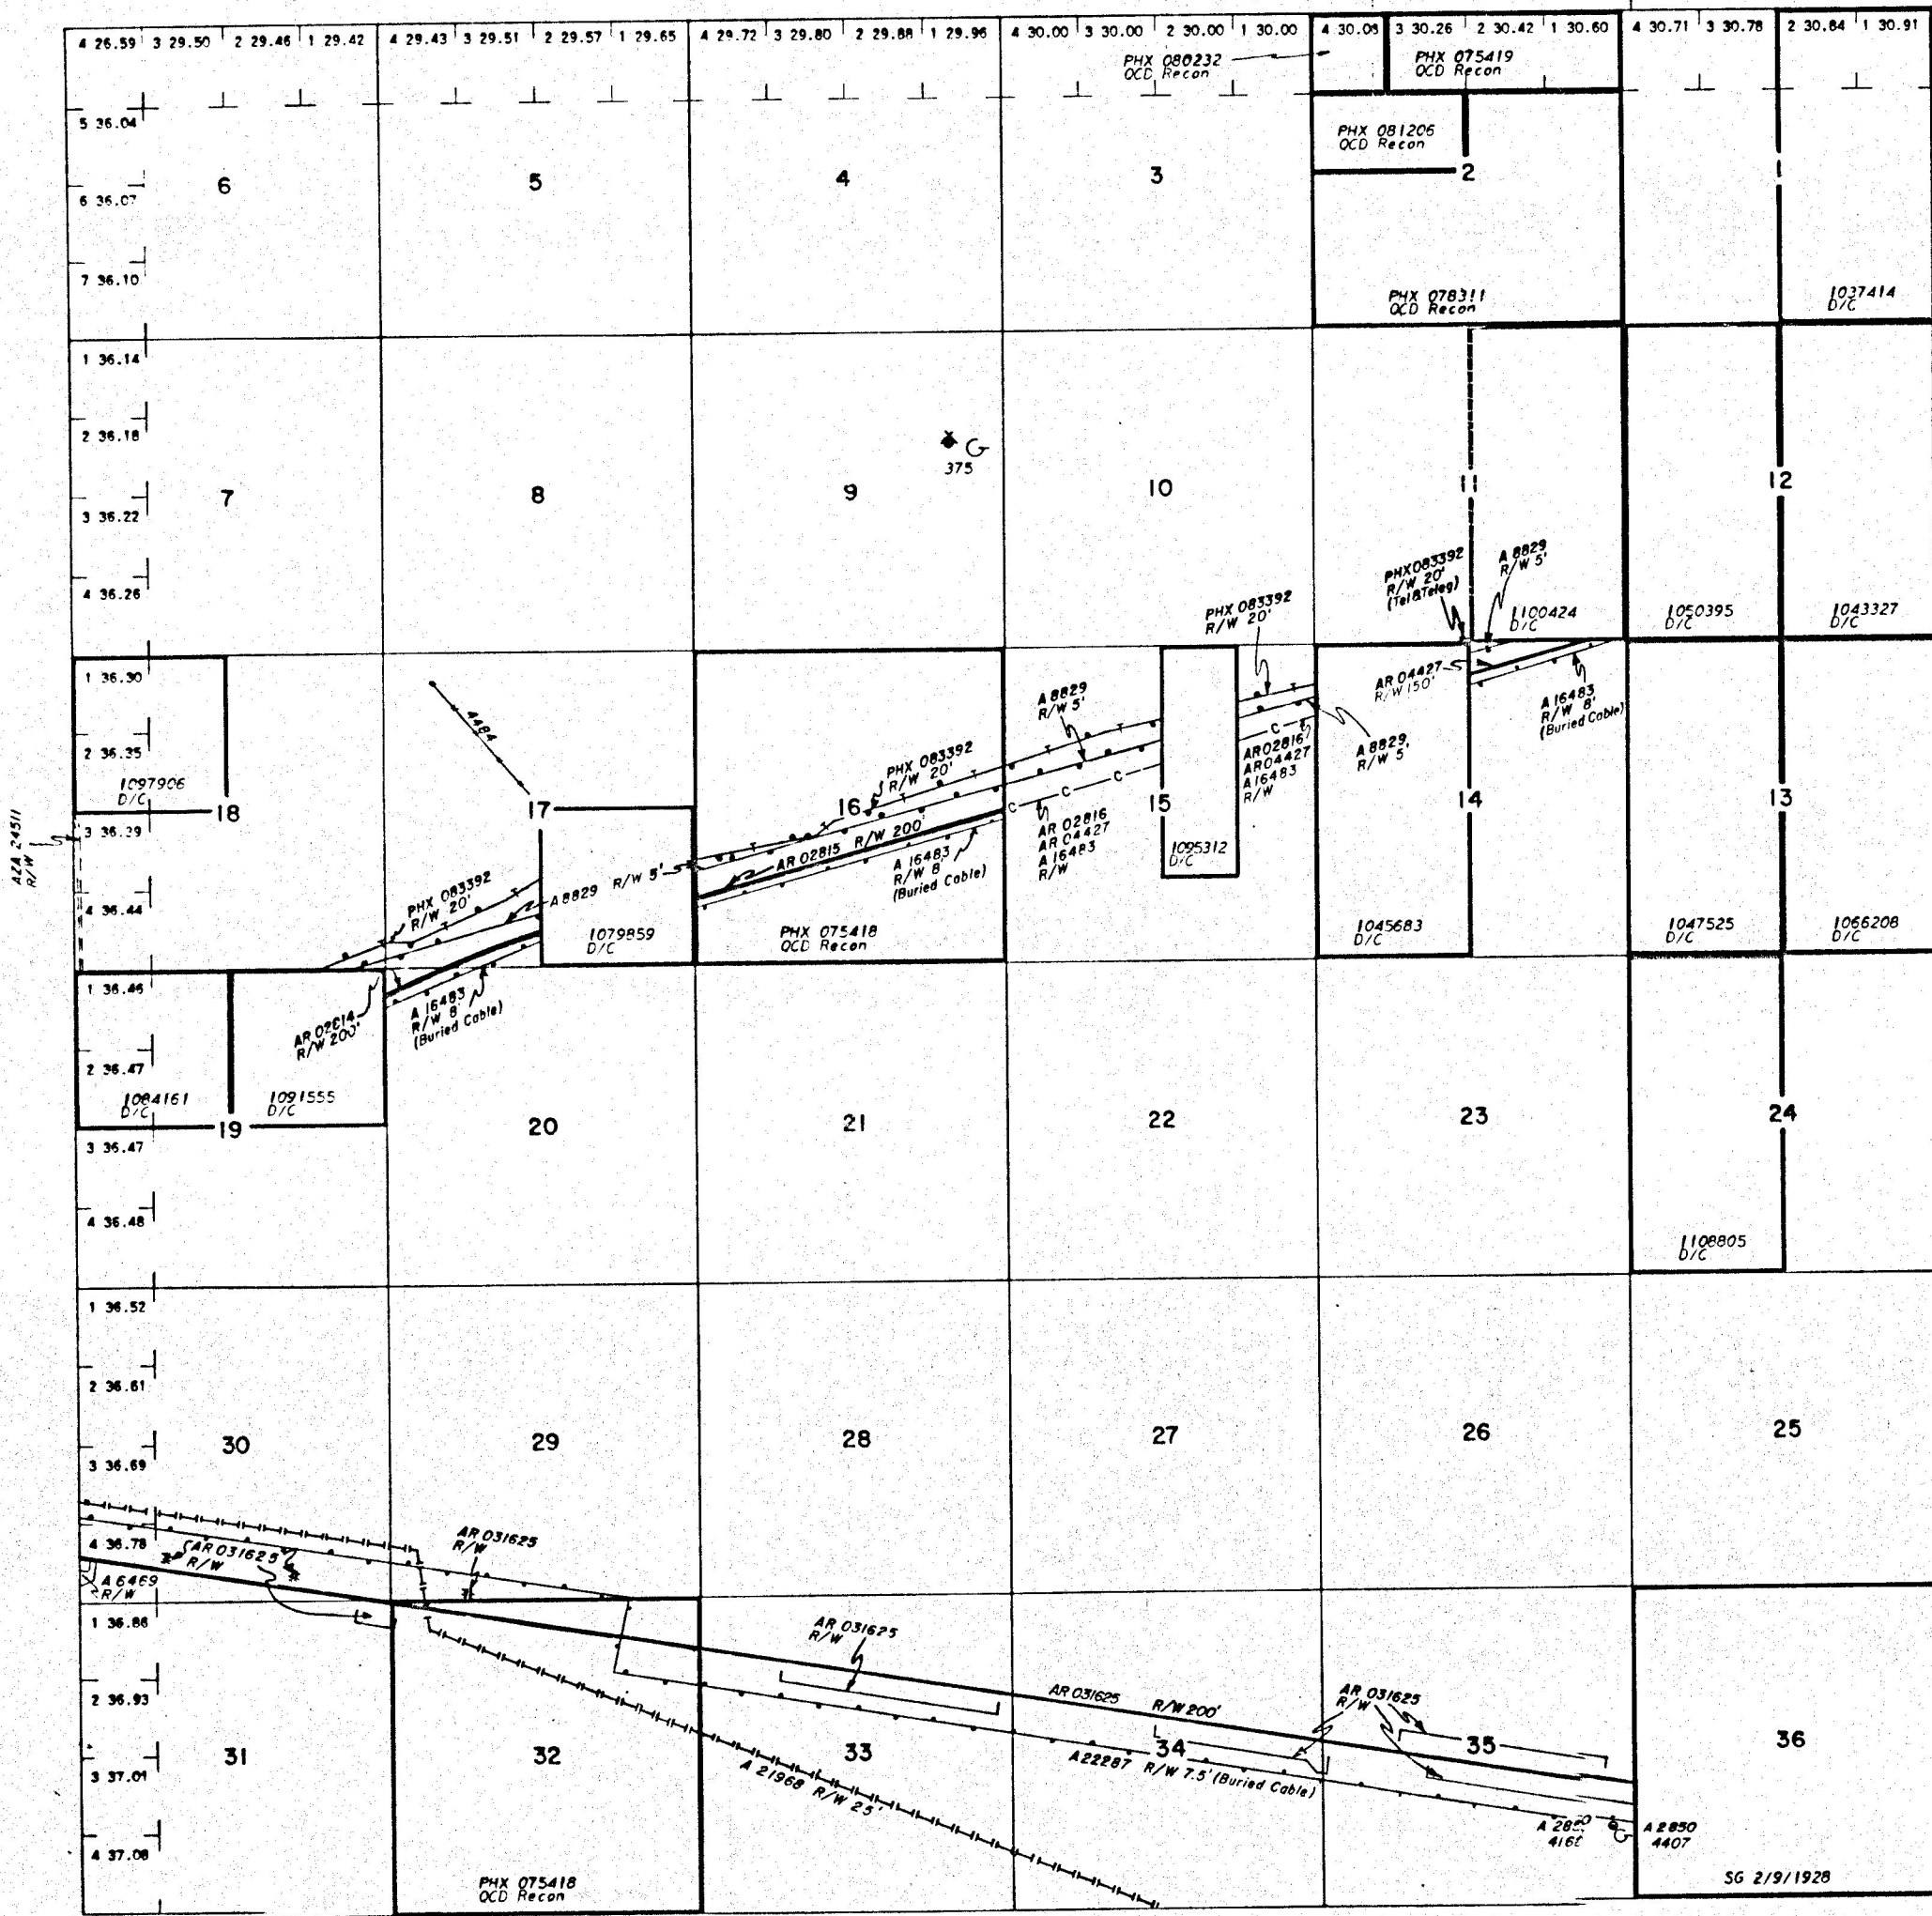 4 26.59 3 29.50 2 29.46 1 29.42 4 29.43 3 29.51 2 29.57 1 29.65 4 29.72 3 29.80 2 29.88 1 29.96 4 30.00 3 30.00 2 30.00 1 30.00 4 30.08 3 30.26 2 30.42 1 30.60 4 30.71 3 30.78 2 30.84 1 30.91
PHX 080232
OCD Recon
PHX 075419
OCD Recon
5 36.04
PHX 081206
OCD Recon
6 36.07
6
5
4
3
2
1
7 36.10
PHX 078311
OCD Recon
1037414
D/C
1 36.14
2 36.18
G
375
7
8
9
10
11
12
3 36.22
4 36.26
PHX 083392
R/W 20'
(Tel&Teleg)
A 8829
R/W 5'
1100424
D/C
1050395
D/C
1043327
D/C
PHX 083392
R/W 20'
1 36.30
4484
A 8829
R/W 5'
AR 04427
R/W 150'
A 16483
R/W 8'
(Buried Cable)
2 36.35
1097906
D/C
PHX 083392
R/W 20'
AR 02816
AR 04427
A 16483
R/W
A 8829
R/W 5'
18
17
16
15
14
13
AZA 24511
R/W
3 36.39
AR 02815 R/W 200'
C C C C
C C
AR 02816
AR 04427
A 16483
R/W
1095312
D/C
A 16483
R/W 8'
(Buried Cable)
4 36.44
PHX 083392
R/W 20'
A 8829 R/W 5'
1079859
D/C
PHX 075418
OCD Recon
1045683
D/C
1047525
D/C
1066208
D/C
1 36.46
AR 02814
R/W 200'
A 16483
R/W 8'
(Buried Cable)
2 36.47
1084161
D/C
1091555
D/C
19
20
21
22
23
24
3 36.47
4 36.48
1108805
D/C
1 36.52
2 36.61
30
29
28
27
26
25
3 36.69
4 36.78
AR 031625
R/W
AR 031625
R/W
A 6469
R/W
1 36.86
AR 031625
R/W
2 36.93
AR 031625 R/W 200'
AR 031625
R/W
31
32
33
34
35
36
3 37.01
A 21968 R/W 25'
A22287 R/W 7.5' (Buried Cable)
4 37.08
G
A 2850
4407
PHX 075418
OCD Recon
SG 2/9/1928